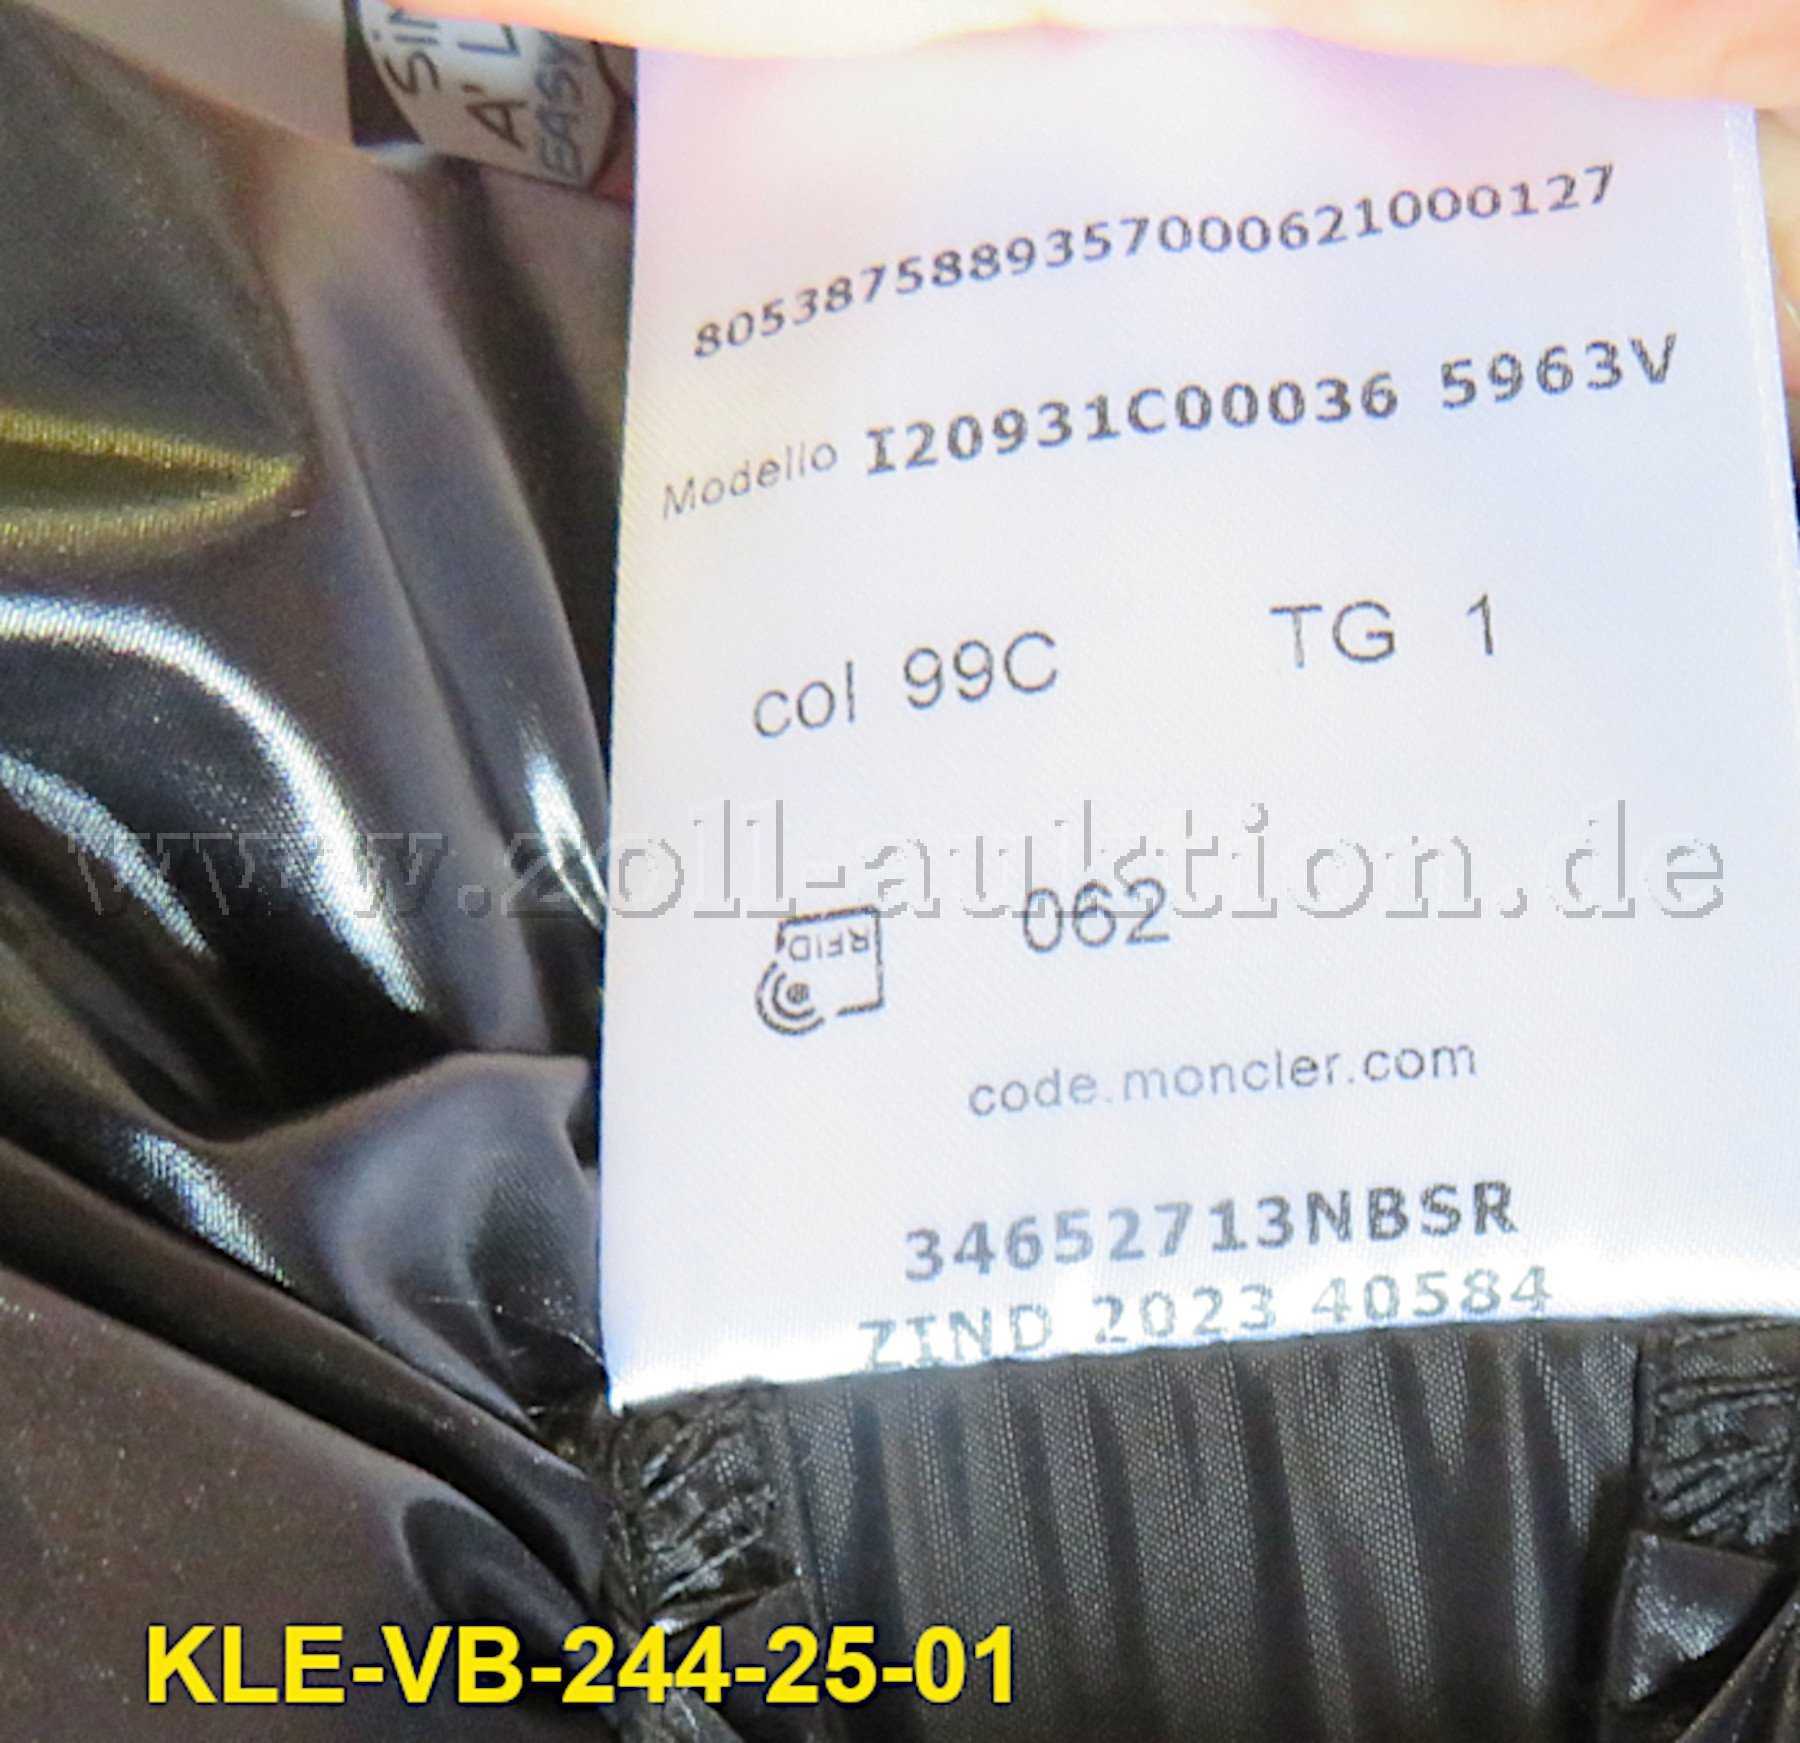 A' L
EASY
8053875889357000621000127
Modello I20931C00036 5963V
col 99C TG 1
www.zoll-auktion.de
RFID 062
code.moncler.com
34652713NBSR
ZIND 2023 40584
KLE-VB-244-25-01